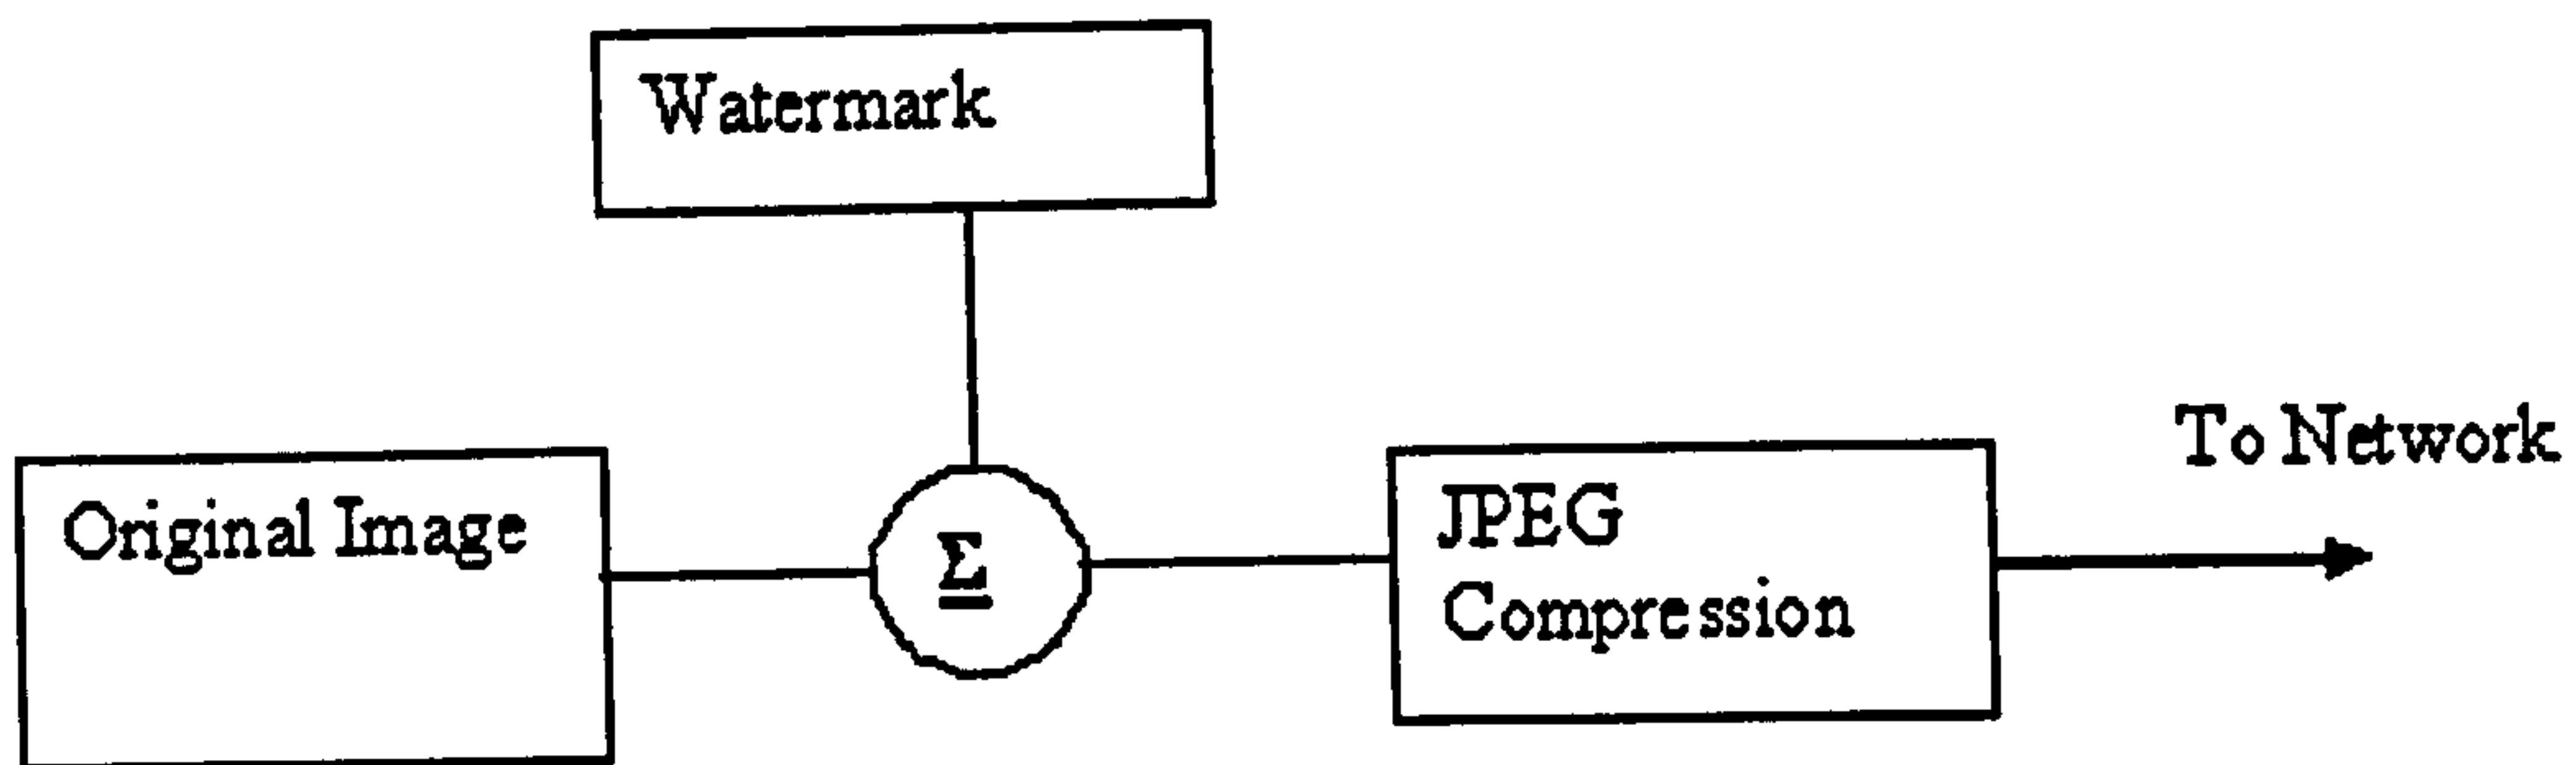 Watermark
Original Image
Σ
JPEG
Compression
To Network